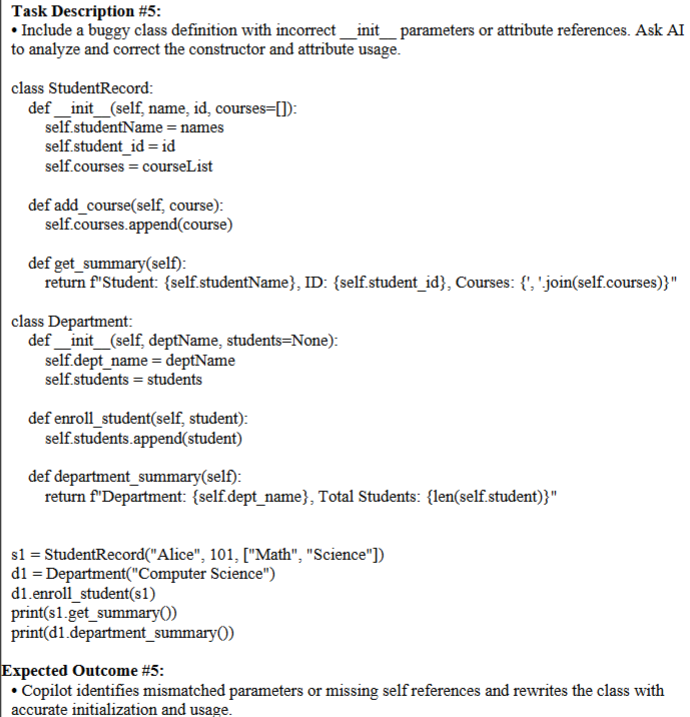 Task Description #5:
• Include a buggy class definition with incorrect __init__ parameters or attribute references. Ask AI
to analyze and correct the constructor and attribute usage.
class StudentRecord:
def __init__(self, name, id, courses=[]):
self.studentName = names
self.student_id = id
self.courses = courseList
def add_course(self, course):
self.courses.append(course)
def get_summary(self):
return f"Student: {self.studentName}, ID: {self.student_id}, Courses: {', '.join(self.courses)}"
class Department:
def __init__(self, deptName, students=None):
self.dept_name = deptName
self.students = students
def enroll_student(self, student):
self.students.append(student)
def department_summary(self):
return f"Department: {self.dept_name}, Total Students: {len(self.student)}"
s1 = StudentRecord("Alice", 101, ["Math", "Science"])
d1 = Department("Computer Science")
d1.enroll_student(s1)
print(s1.get_summary())
print(d1.department_summary())
Expected Outcome #5:
• Copilot identifies mismatched parameters or missing self references and rewrites the class with
accurate initialization and usage.